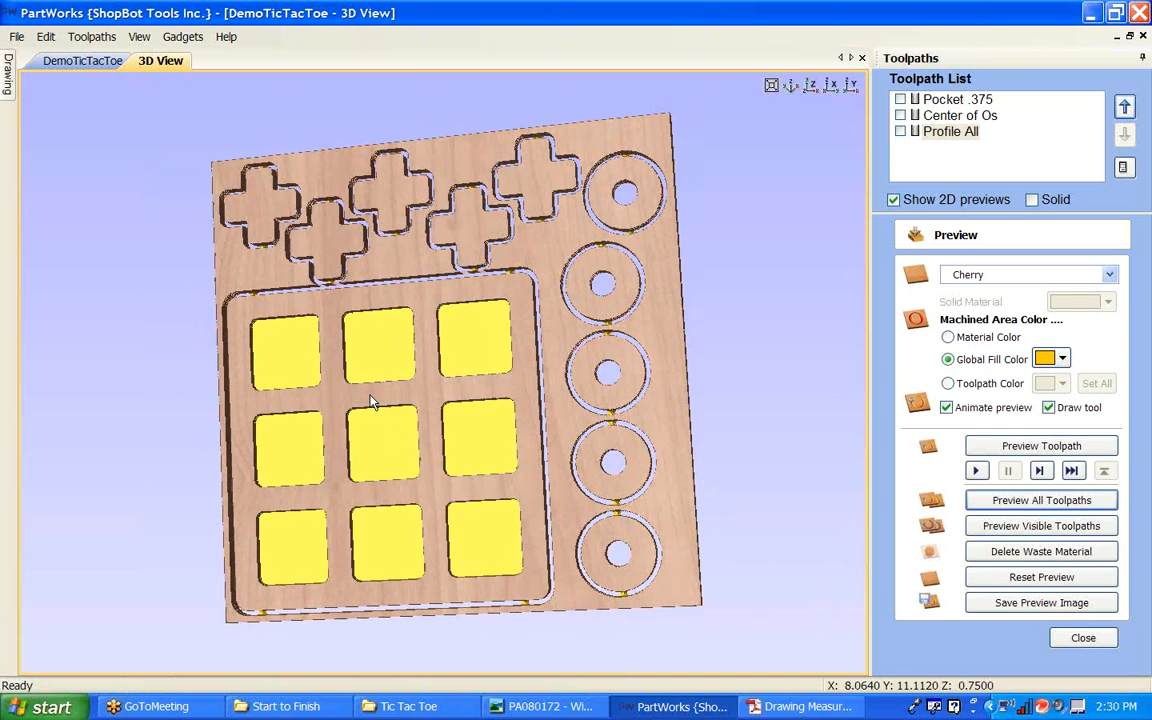 PartWorks {ShopBot Tools Inc.} - [DemoTicTacToe - 3D View]
File Edit Toolpaths View Gadgets Help
Drawing
DemoTicTacToe 3D View
Toolpaths
Toolpath List
Pocket .375
Center of Os
Profile All
Show 2D previews Solid
Preview
Cherry
Solid Material
Machined Area Color ....
Material Color
Global Fill Color
Toolpath Color Set All
Animate preview Draw tool
Preview Toolpath
Preview All Toolpaths
Preview Visible Toolpaths
Delete Waste Material
Reset Preview
Save Preview Image
Close
Ready X: 8.0640 Y: 11.1120 Z: 0.7500
start GoToMeeting Start to Finish Tic Tac Toe PA080172 - Wi... PartWorks {Sho... Drawing Measur... 2:30 PM